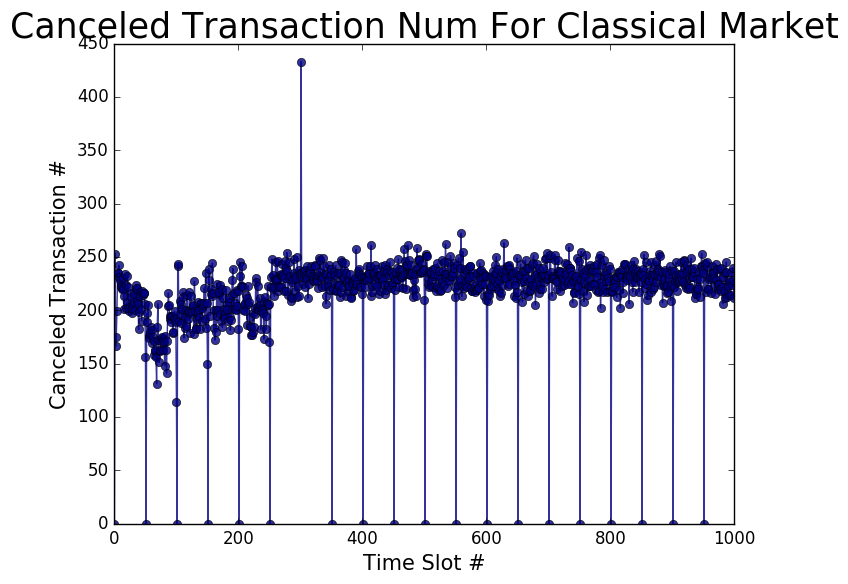 Canceled Transaction Num For Classical Market
450
400
350
300
250
200
150
100
50
0
Canceled Transaction #
0 200 400 600 800 1000
Time Slot #